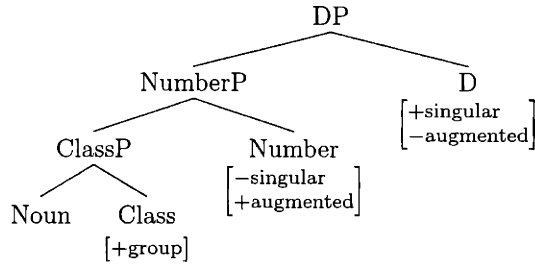 DP
NumberP D
[+singular
−augmented]
ClassP Number
[−singular
+augmented]
Noun Class
[+group]